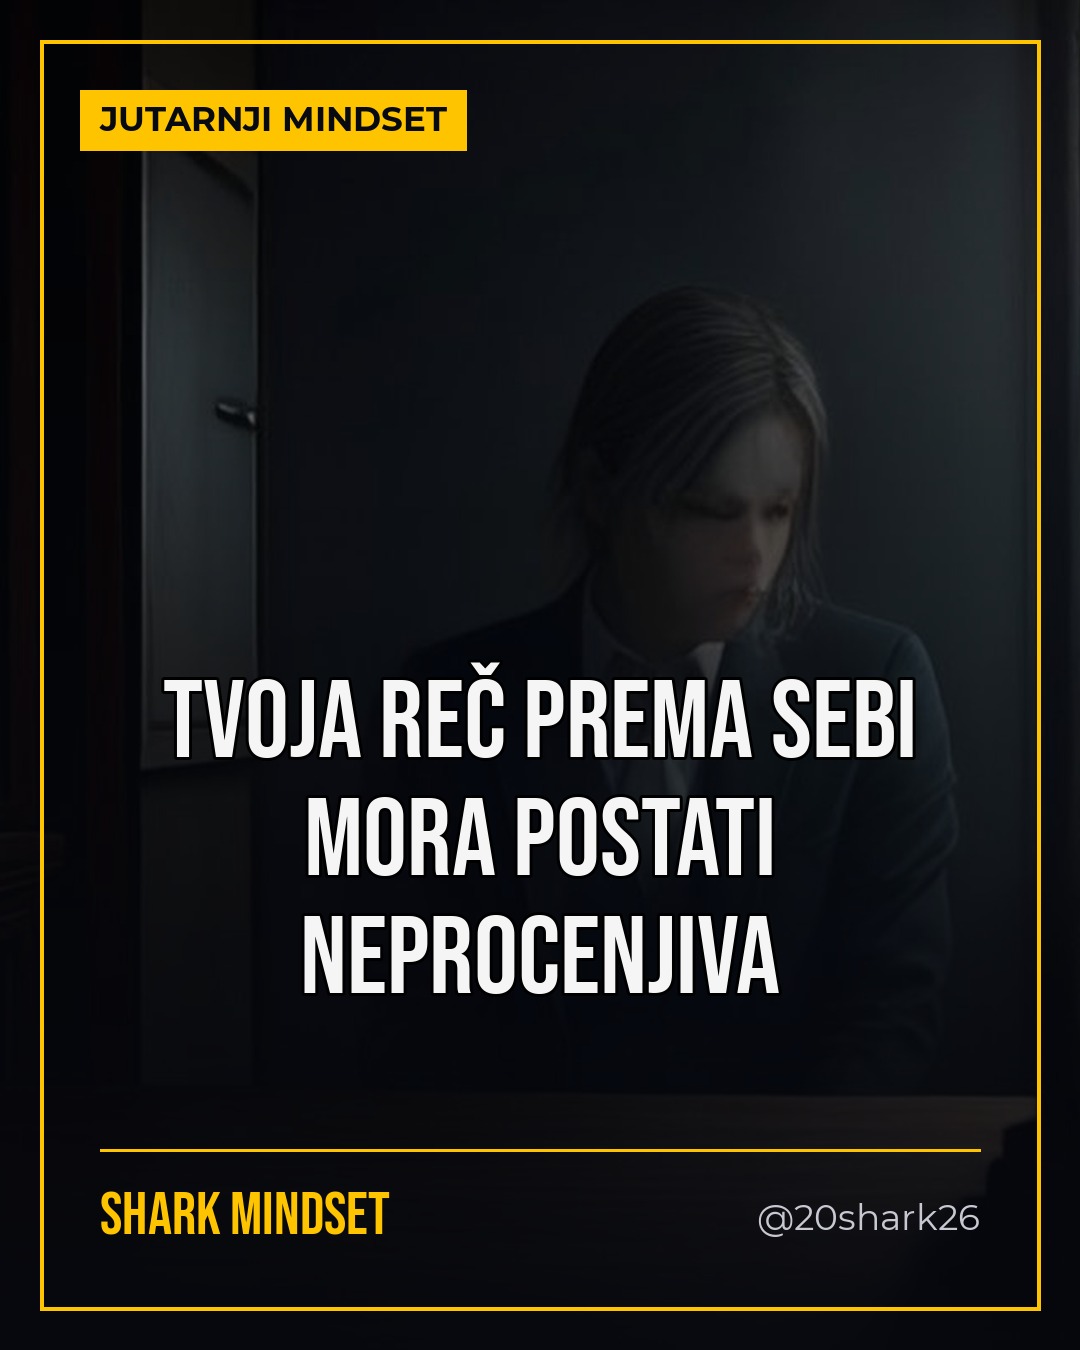 JUTARNJI MINDSET
TVOJA REČ PREMA SEBI
MORA POSTATI
NEPROCENJIVA
SHARK MINDSET
@20shark26